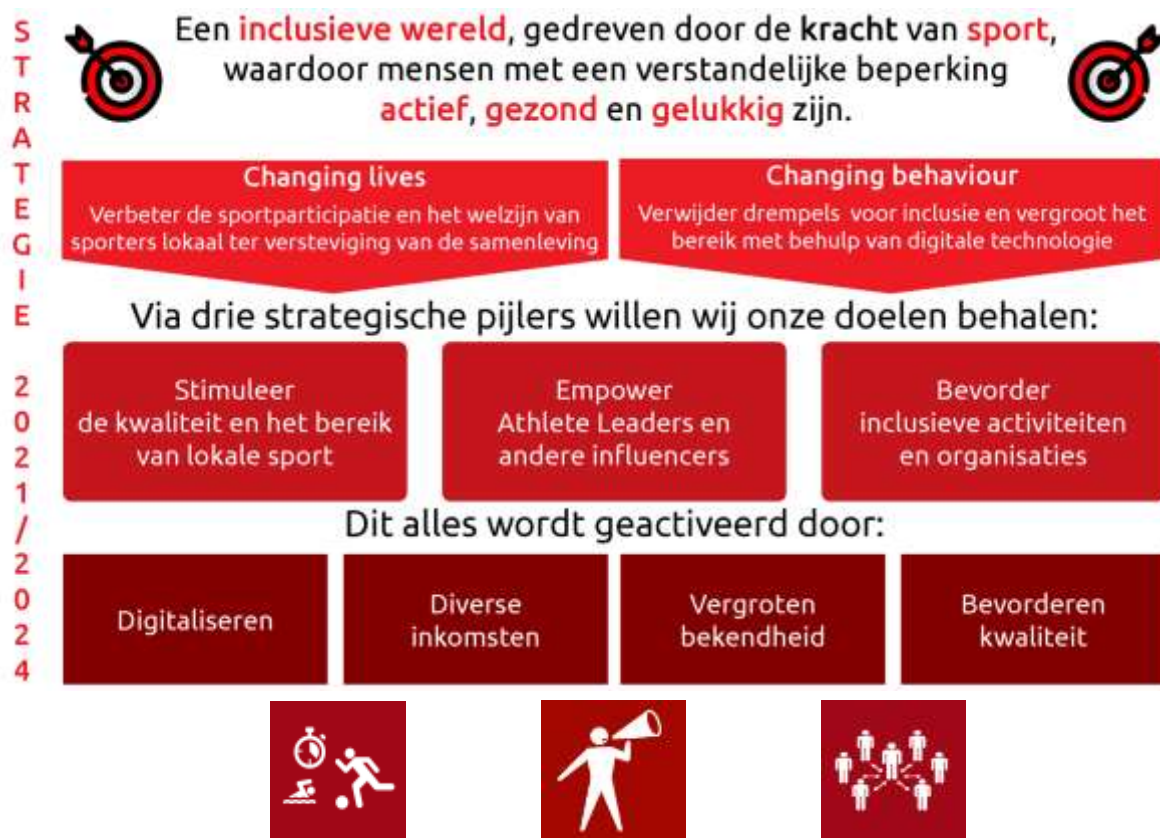 STRATEGIE 2021/2024
Een inclusieve wereld, gedreven door de kracht van sport,
waardoor mensen met een verstandelijke beperking
actief, gezond en gelukkig zijn.
Changing lives
Verbeter de sportparticipatie en het welzijn van
sporters lokaal ter versteviging van de samenleving
Changing behaviour
Verwijder drempels voor inclusie en vergroot het
bereik met behulp van digitale technologie
Via drie strategische pijlers willen wij onze doelen behalen:
Stimuleer
de kwaliteit en het bereik
van lokale sport
Empower
Athlete Leaders en
andere influencers
Bevorder
inclusieve activiteiten
en organisaties
Dit alles wordt geactiveerd door:
Digitaliseren
Diverse
inkomsten
Vergroten
bekendheid
Bevorderen
kwaliteit